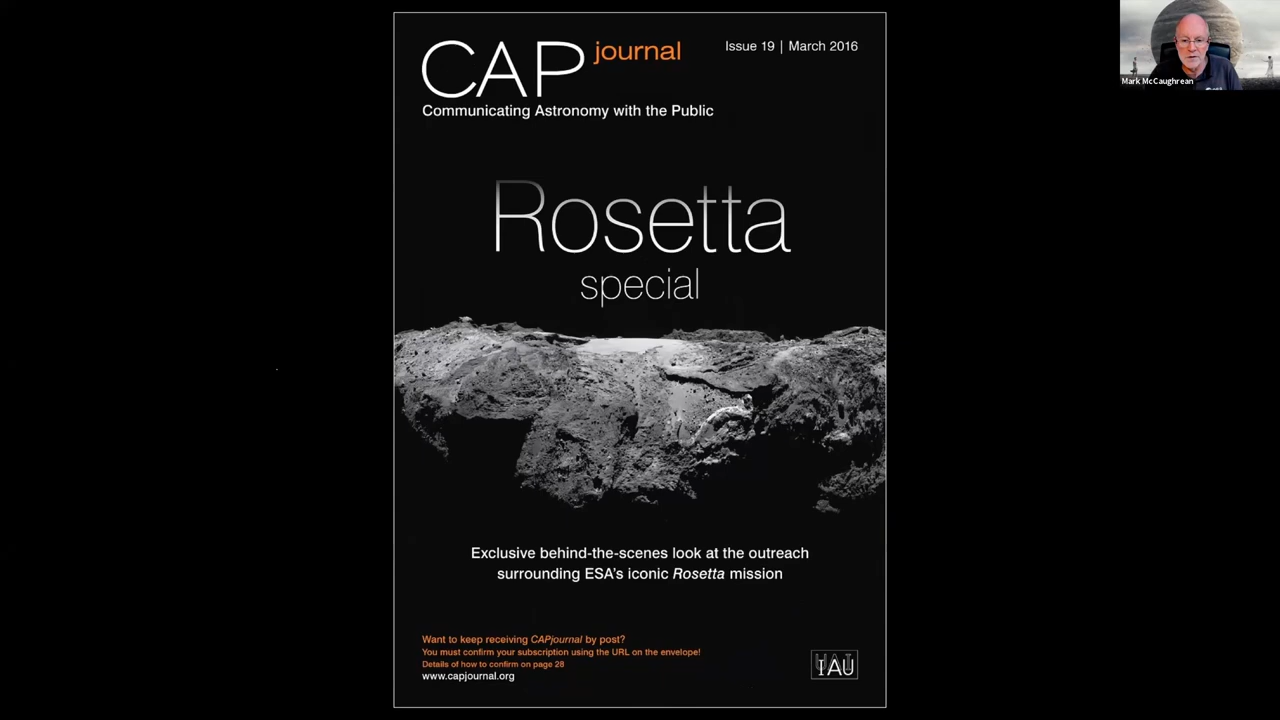 CAP journal
Issue 19 | March 2016
Communicating Astronomy with the Public
Rosetta
special
Exclusive behind-the-scenes look at the outreach
surrounding ESA's iconic Rosetta mission
Want to keep receiving CAPjournal by post?
You must confirm your subscription using the URL on the envelope!
Details of how to confirm on page 28
www.capjournal.org
IAU
Mark McCaughrean